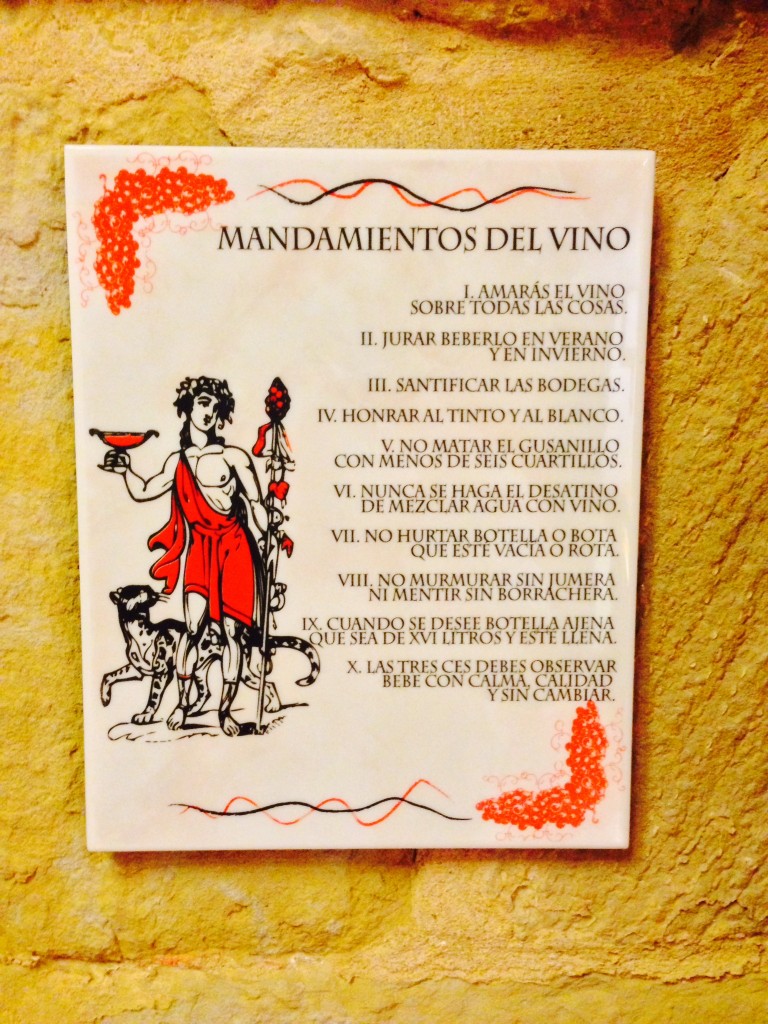 MANDAMIENTOS DEL VINO
I. AMARÁS EL VINO
SOBRE TODAS LAS COSAS.
II. JURAR BEBERLO EN VERANO
Y EN INVIERNO.
III. SANTIFICAR LAS BODEGAS.
IV. HONRAR AL TINTO Y AL BLANCO.
V. NO MATAR EL GUSANILLO
CON MENOS DE SEIS CUARTILLOS.
VI. NUNCA SE HAGA EL DESATINO
DE MEZCLAR AGUA CON VINO.
VII. NO HURTAR BOTELLA O BOTA
QUE ESTÉ VACÍA O ROTA.
VIII. NO MURMURAR SIN JUMERA
NI MENTIR SIN BORRACHERA.
IX. CUANDO SE DESEE BOTELLA AJENA
QUE SEA DE XVI LITROS Y ESTÉ LLENA.
X. LAS TRES CES DEBES OBSERVAR
BEBE CON CALMA, CALIDAD
Y SIN CAMBIAR.